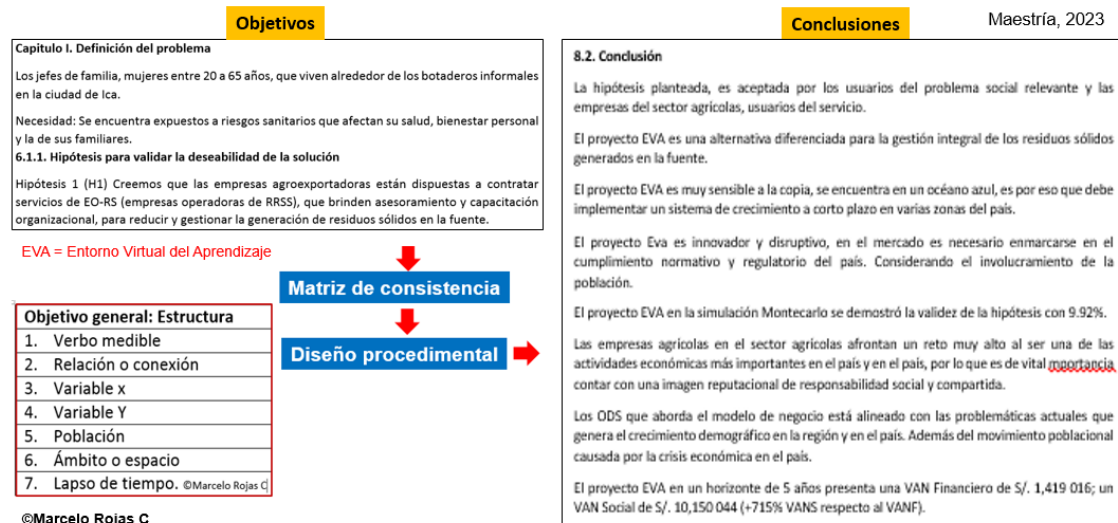 Objetivos
Capitulo I. Definición del problema
Los jefes de familia, mujeres entre 20 a 65 años, que viven alrededor de los botaderos informales
en la ciudad de Ica.
Necesidad: Se encuentra expuestos a riesgos sanitarios que afectan su salud, bienestar personal
y la de sus familiares.
6.1.1. Hipótesis para validar la deseabilidad de la solución
Hipótesis 1 (H1) Creemos que las empresas agroexportadoras están dispuestas a contratar
servicios de EO-RS (empresas operadoras de RRSS), que brinden asesoramiento y capacitación
organizacional, para reducir y gestionar la generación de residuos sólidos en la fuente.
EVA = Entorno Virtual del Aprendizaje
Matriz de consistencia
Diseño procedimental
Objetivo general: Estructura
1. Verbo medible
2. Relación o conexión
3. Variable x
4. Variable Y
5. Población
6. Ámbito o espacio
7. Lapso de tiempo. ©Marcelo Rojas C
©Marcelo Rojas C
Conclusiones
Maestría, 2023
8.2. Conclusión
La hipótesis planteada, es aceptada por los usuarios del problema social relevante y las
empresas del sector agrícolas, usuarios del servicio.
El proyecto EVA es una alternativa diferenciada para la gestión integral de los residuos sólidos
generados en la fuente.
El proyecto EVA es muy sensible a la copia, se encuentra en un océano azul, es por eso que debe
implementar un sistema de crecimiento a corto plazo en varias zonas del país.
El proyecto Eva es innovador y disruptivo, en el mercado es necesario enmarcarse en el
cumplimiento normativo y regulatorio del país. Considerando el involucramiento de la
población.
El proyecto EVA en la simulación Montecarlo se demostró la validez de la hipótesis con 9.92%.
Las empresas agrícolas en el sector agrícolas afrontan un reto muy alto al ser una de las
actividades económicas más importantes en el país y en el país, por lo que es de vital mportancia
contar con una imagen reputacional de responsabilidad social y compartida.
Los ODS que aborda el modelo de negocio está alineado con las problemáticas actuales que
genera el crecimiento demográfico en la región y en el país. Además del movimiento poblacional
causada por la crisis económica en el país.
El proyecto EVA en un horizonte de 5 años presenta una VAN Financiero de S/. 1,419 016; un
VAN Social de S/. 10,150 044 (+715% VANS respecto al VANF).